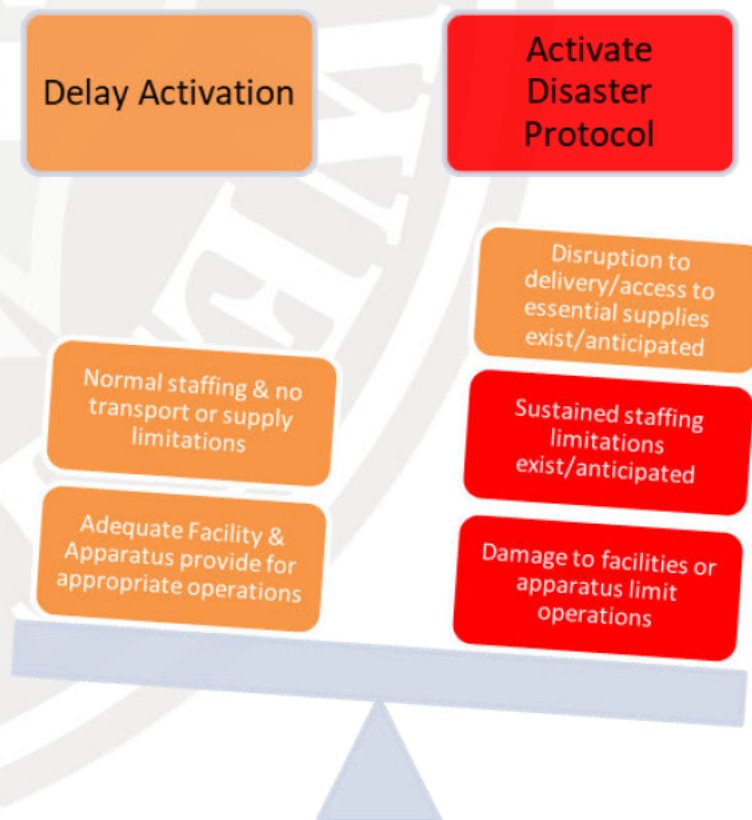 Delay Activation
Activate
Disaster
Protocol
Disruption to
delivery/access to
essential supplies
exist/anticipated
Normal staffing & no
transport or supply
limitations
Sustained staffing
limitations
exist/anticipated
Adequate Facility &
Apparatus provide for
appropriate operations
Damage to facilities or
apparatus limit
operations